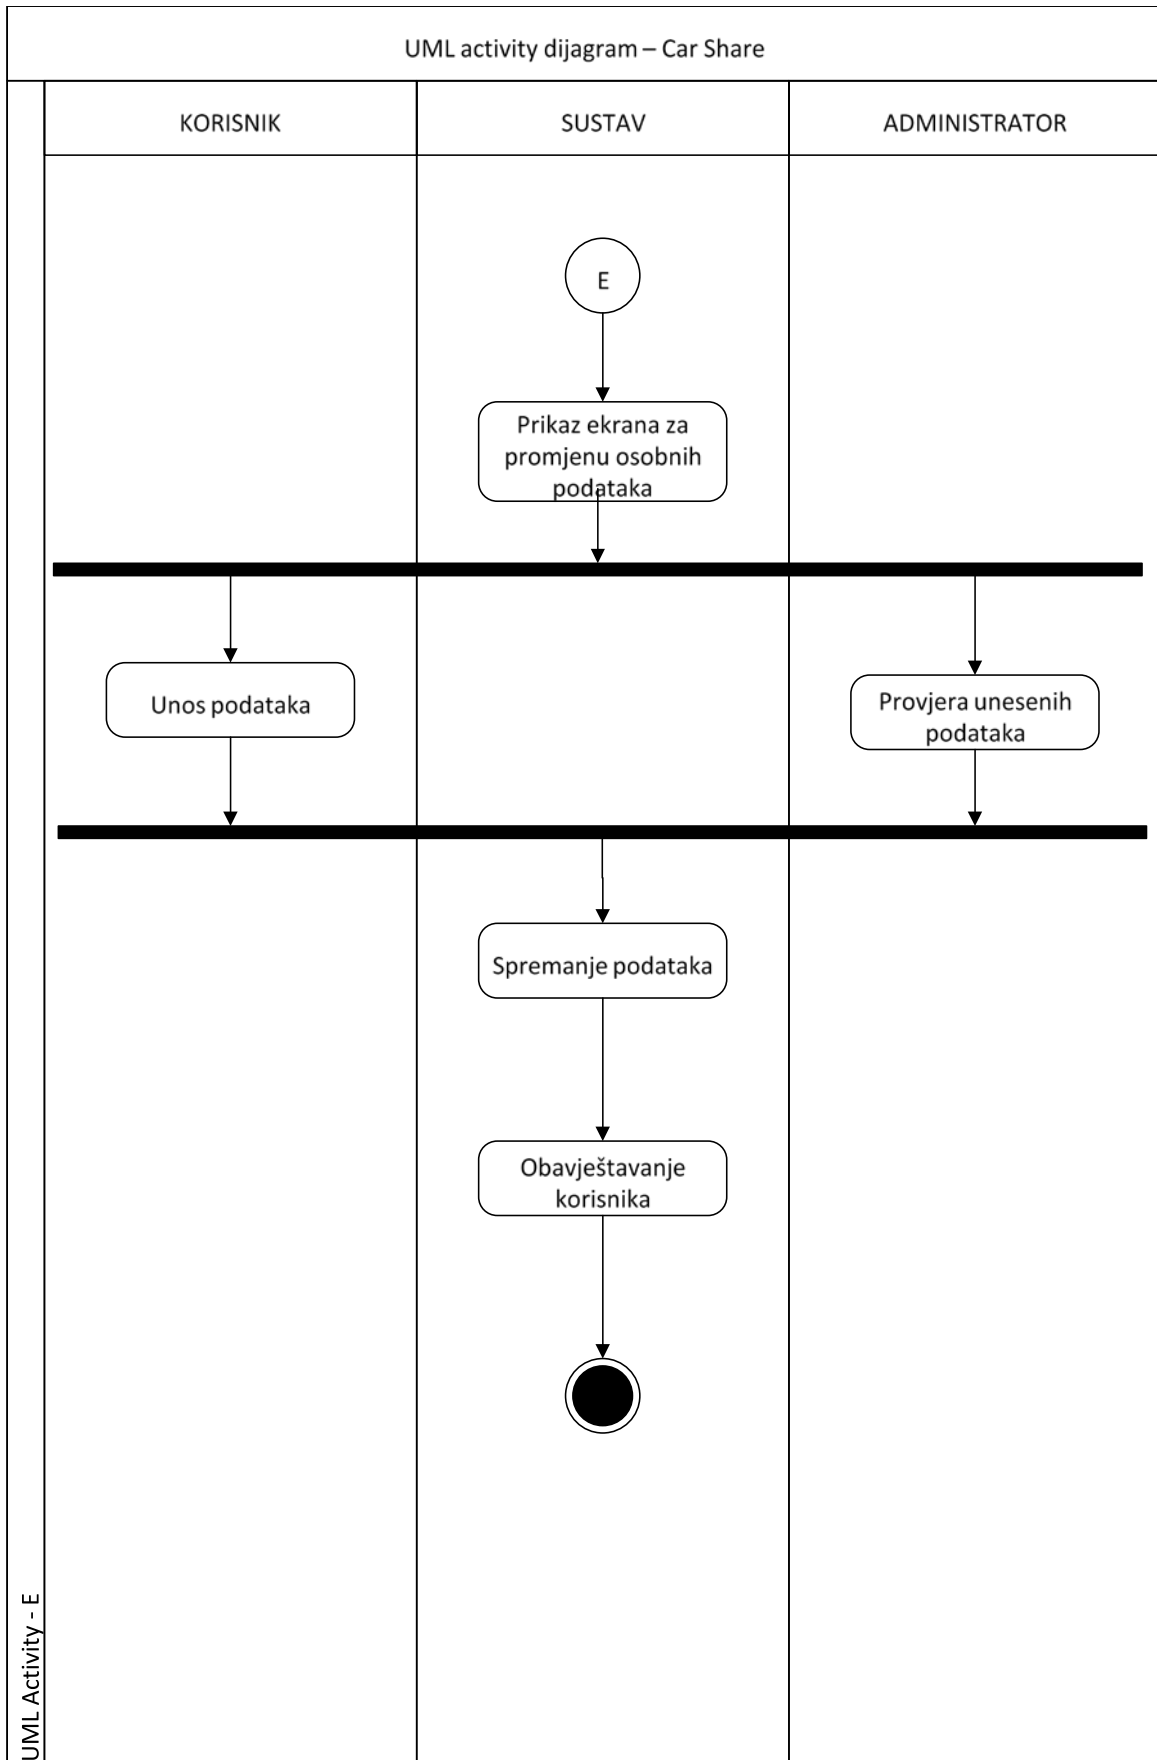 UML activity dijagram – Car Share
KORISNIK
SUSTAV
ADMINISTRATOR
E
Prikaz ekrana za
promjenu osobnih
podataka
Unos podataka
Provjera unesenih
podataka
Spremanje podataka
Obavještavanje
korisnika
UML Activity - E